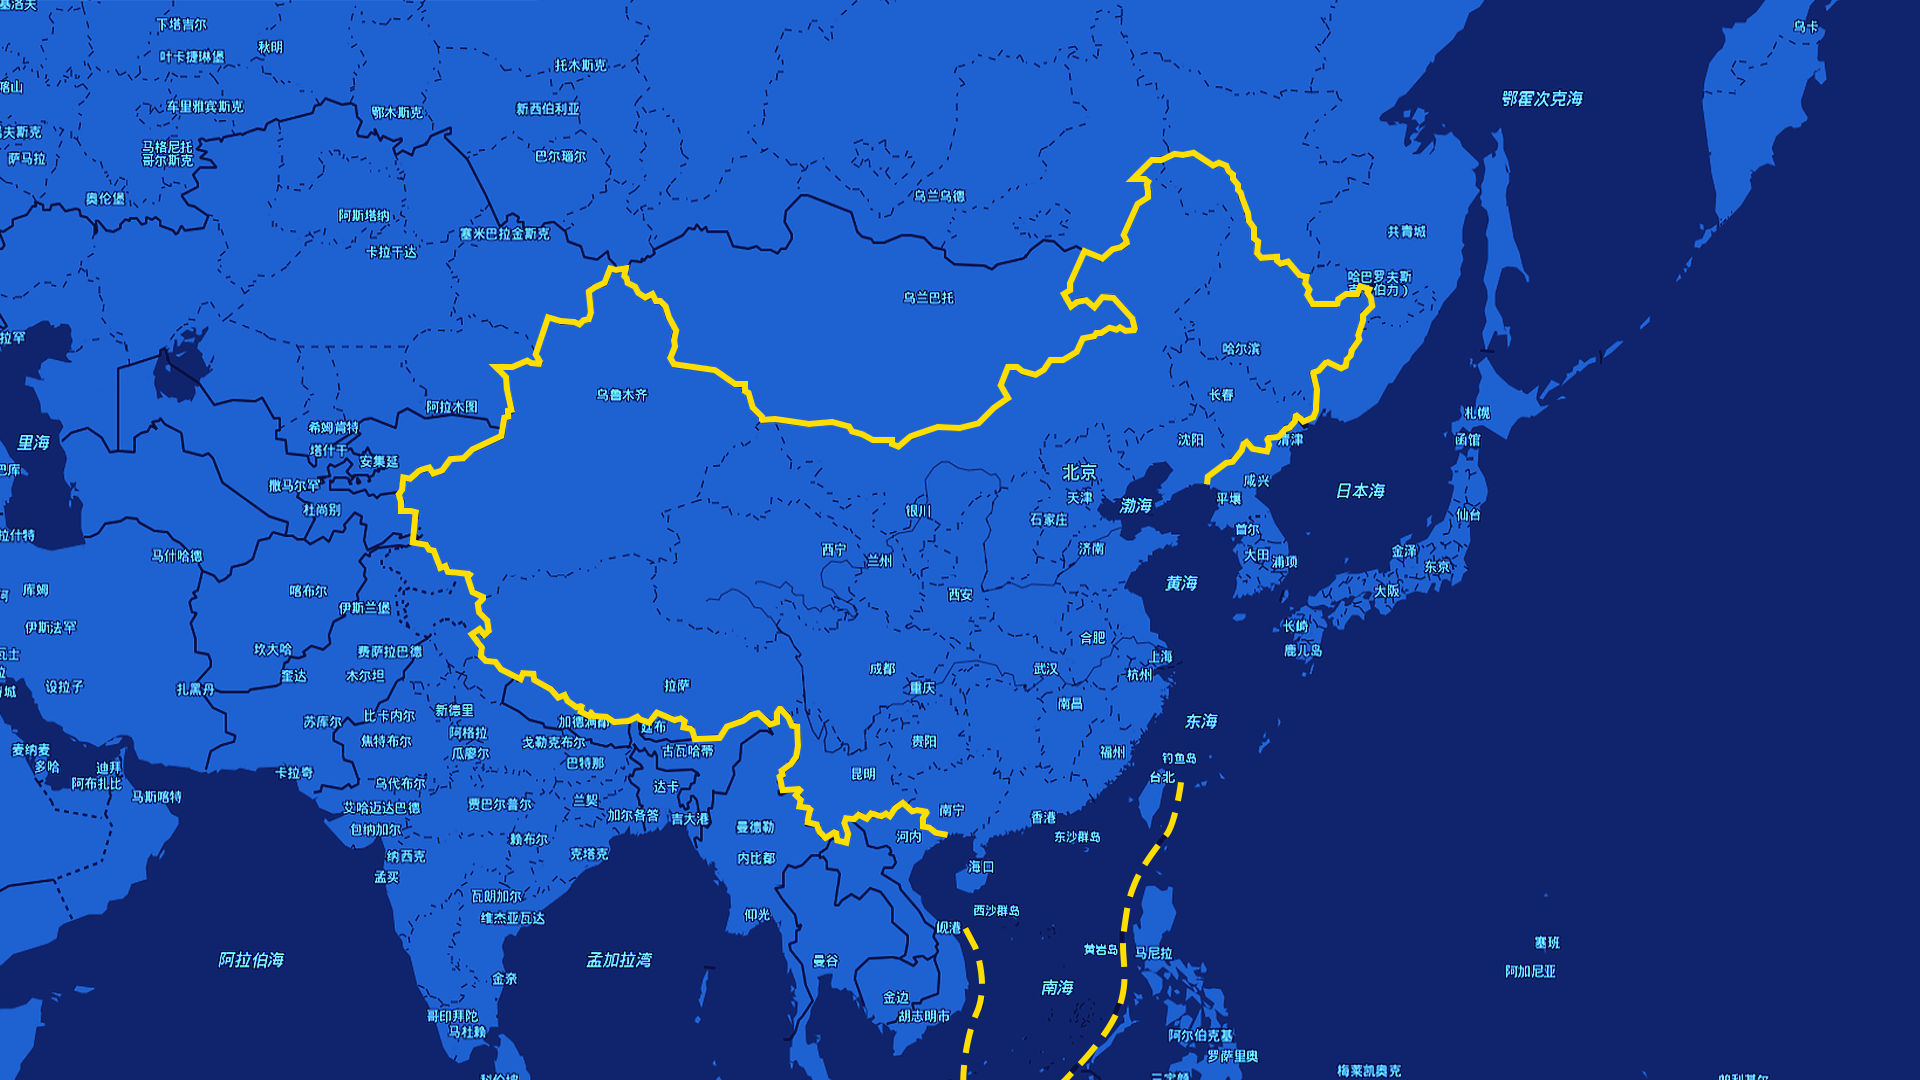 基洛夫
下塔吉尔
秋明
叶卡捷琳堡
托木斯克
乌卡
鄂霍次克海
喀山
车里雅宾斯克
鄂木斯克
新西伯利亚
夫斯克
萨马拉
马格尼托
哥尔斯克
巴尔瑙尔
奥伦堡
阿斯塔纳
乌兰乌德
塞米巴拉金斯克
共青城
卡拉干达
哈巴罗夫斯
伯力）
乌兰巴托
拉罕
哈尔滨
乌鲁木齐
长春
阿拉木图
札幌
希姆肯特
沈阳
清津
函馆
里海
塔什干
安集延
巴库
北京
撒马尔罕
咸兴
日本海
天津
平壤
渤海
杜尚别
银川
石家庄
仙台
首尔
拉什特
马什哈德
西宁
兰州
济南
大田
浦项
金泽
东京
黄海
库姆
喀布尔
西安
大阪
伊斯兰堡
伊斯法罕
长崎
合肥
坎大哈
费萨拉巴德
鹿儿岛
瓦士
上海
成都
武汉
杭州
奎达
木尔坦
设拉子
扎黑丹
拉萨
重庆
南昌
新德里
比卡内尔
苏库尔
东海
阿格拉
焦特布尔
戈勒克布尔
古瓦哈蒂
贵阳
麦纳麦
瓜廖尔
福州
钓鱼岛
多哈
迪拜
卡拉奇
巴特那
昆明
台北
阿布扎比
乌代布尔
达卡
马斯喀特
艾哈迈达巴德
贾巴尔普尔
兰契
加尔各答
吉大港
南宁
香港
包纳加尔
赖布尔
曼德勒
河内
东沙群岛
纳西克
克塔克
内比都
海口
孟买
瓦朗加尔
西沙群岛
维杰亚瓦达
仰光
岘港
黄岩岛
马尼拉
塞班
阿拉伯海
孟加拉湾
曼谷
阿加尼亚
金奈
南海
金边
哥印拜陀
胡志明市
马杜赖
阿尔伯克基
罗萨里奥
梅莱凯奥克